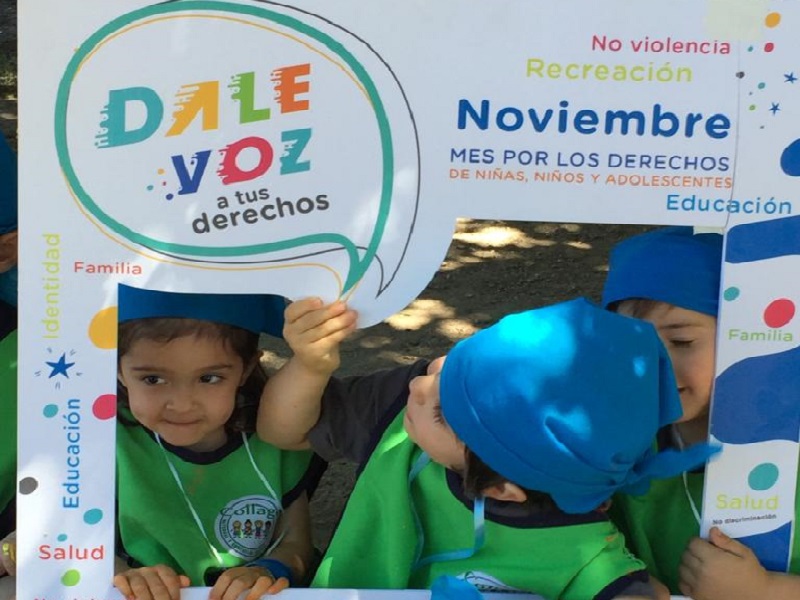 DALE
VOZ
a tus
derechos
No violencia
Recreación
Noviembre
MES POR LOS DERECHOS
DE NIÑAS, NIÑOS Y ADOLESCENTES
Educación
Identidad
Familia
Educación
Salud
Collage
Familia
Salud
No discriminación